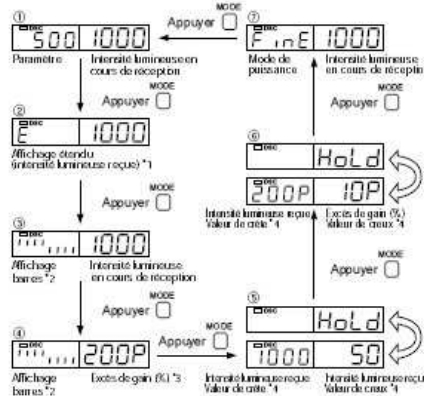 ①
500 1000
Paramètre Intensité lumineuse en cours de réception
MODE
Appuyer
②
E 1000
Affichage étendu
(intensité lumineuse reçue) *1
MODE
Appuyer
③
1000
Affichage barres *2 Intensité lumineuse en cours de réception
MODE
Appuyer
④
200P
Affichage barres *2 Excès de gain (%) *3
MODE
Appuyer
⑤
HoLd
1000 50
Intensité lumineuse reçue Valeur de crête *4
Intensité lumineuse reçu Valeur de creux *4
MODE
Appuyer
⑥
HoLd
200P 10P
Intensité lumineuse reçue Valeur de crête *4
Excès de gain (%) Valeur de creux *4
MODE
Appuyer
⑦
FinE 1000
Mode de puissance
Intensité lumineuse en cours de réceptio
MODE
Appuyer